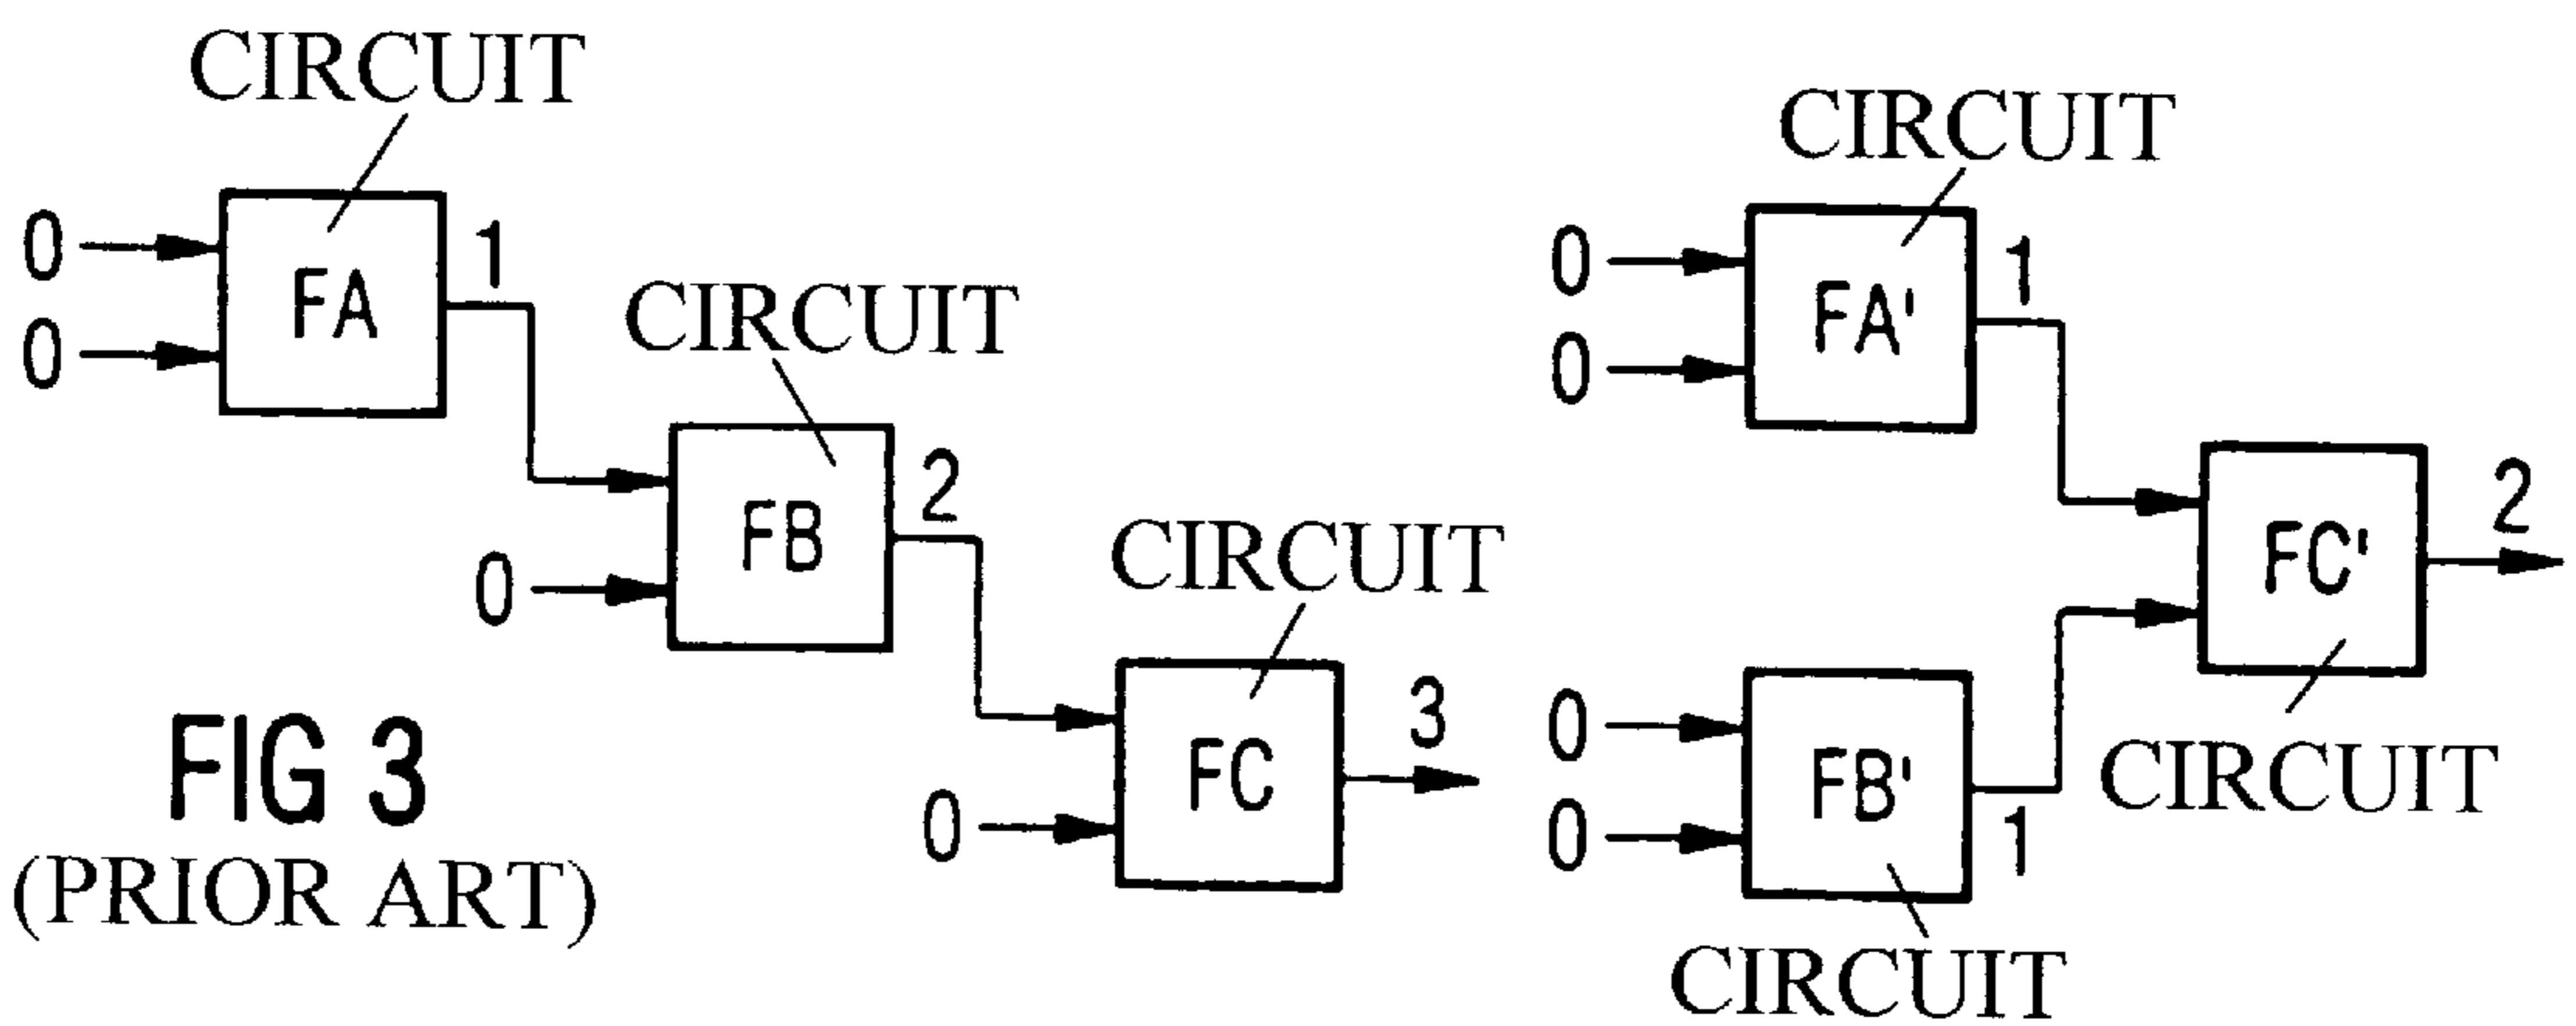 CIRCUIT
0
0
FA
1
CIRCUIT
0
FB
2
CIRCUIT
0
FC
3
FIG 3
(PRIOR ART)
CIRCUIT
0
0
FA'
1
FC'
2
CIRCUIT
0
0
FB'
1
CIRCUIT